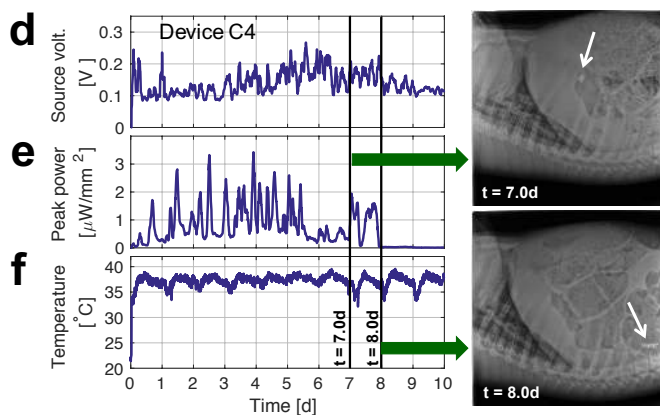 d
Device C4
Source volt.
[V]
0.3
0.2
0.1
0
e
Peak power
[µW/mm²]
3
2
1
0
f
Temperature
[°C]
40
35
30
25
20
t = 7.0d
t = 8.0d
0 1 2 3 4 5 6 7 8 9 10
Time [d]
t = 7.0d
t = 8.0d